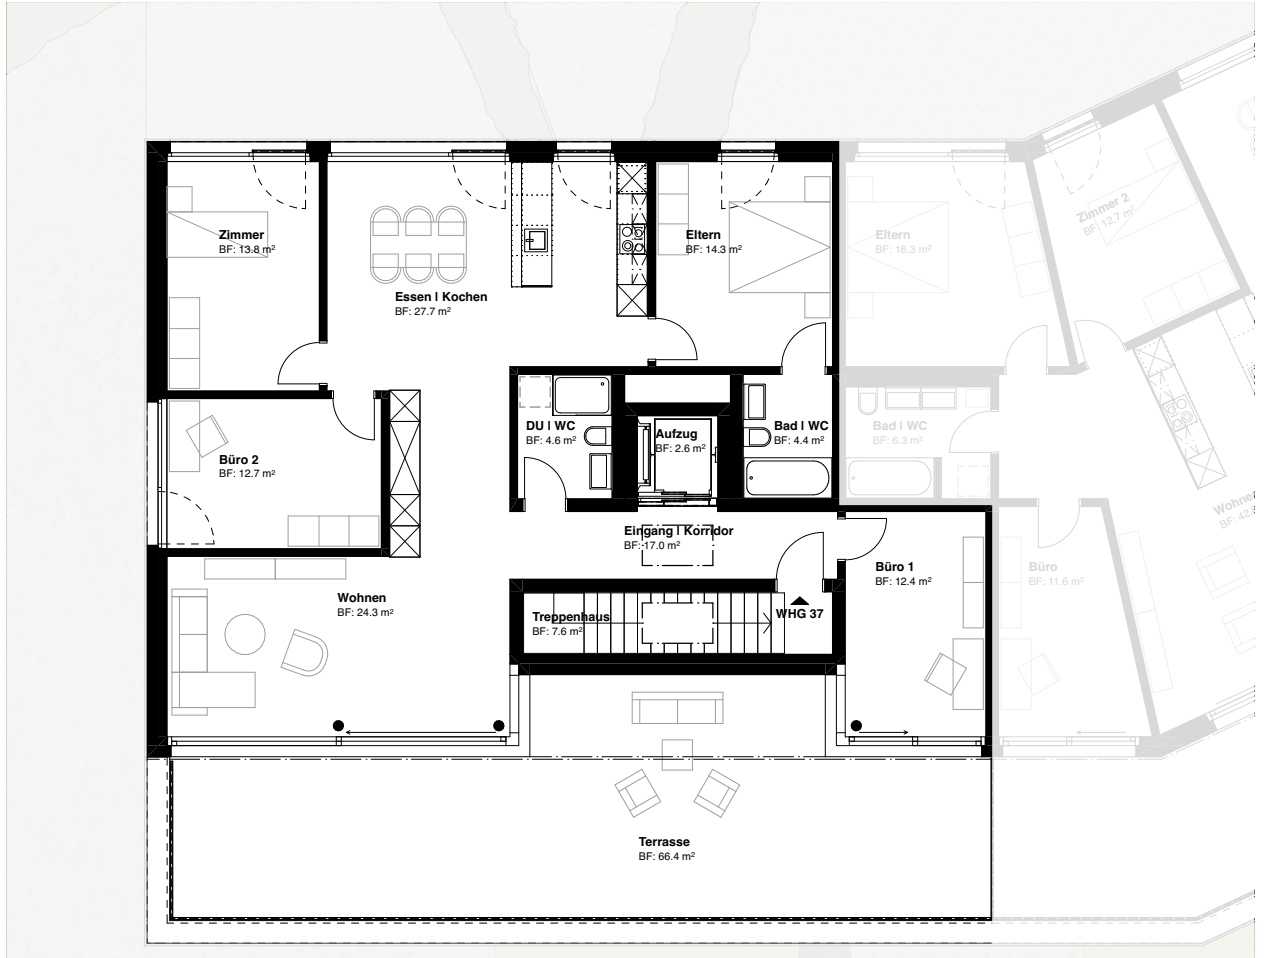 Zimmer
BF: 13.8 m²
Essen | Kochen
BF: 27.7 m²
Eltern
BF: 14.3 m²
Eltern
BF: 16.3 m²
Zimmer 2
BF: 12.7 m²
Büro 2
BF: 12.7 m²
DU | WC
BF: 4.6 m²
Aufzug
BF: 2.6 m²
Bad | WC
BF: 4.4 m²
Bad | WC
BF: 6.3 m²
Eingang | Korridor
BF: 17.0 m²
Büro 1
BF: 12.4 m²
Büro
BF: 11.6 m²
Wohnen
BF: 24.3 m²
Treppenhaus
BF: 7.6 m²
WHG 37
Terrasse
BF: 66.4 m²